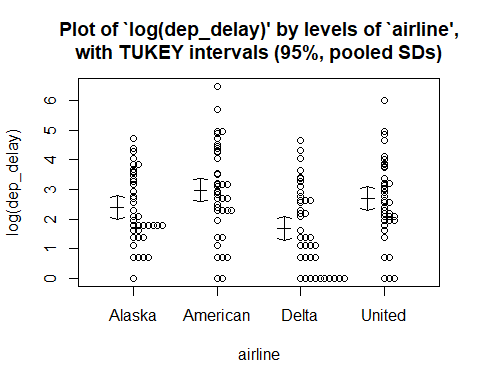 Plot of `log(dep_delay)' by levels of `airline',
with TUKEY intervals (95%, pooled SDs)
log(dep_delay)
6
5
4
3
2
1
0
Alaska American Delta United
airline